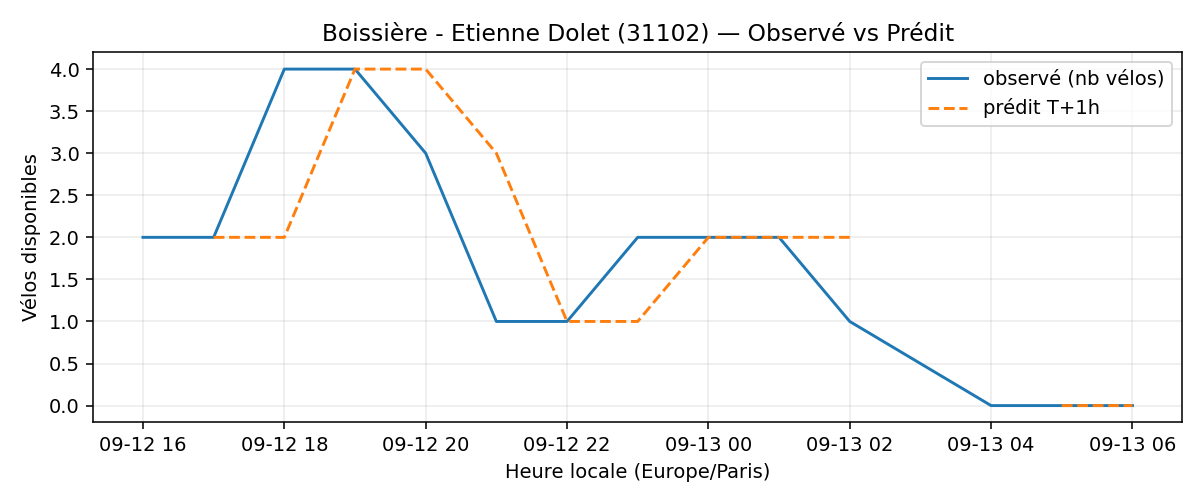 Boissière - Etienne Dolet (31102) — Observé vs Prédit
observé (nb vélos)
prédit T+1h
Vélos disponibles
4.0
3.5
3.0
2.5
2.0
1.5
1.0
0.5
0.0
09-12 16 09-12 18 09-12 20 09-12 22 09-13 00 09-13 02 09-13 04 09-13 06
Heure locale (Europe/Paris)